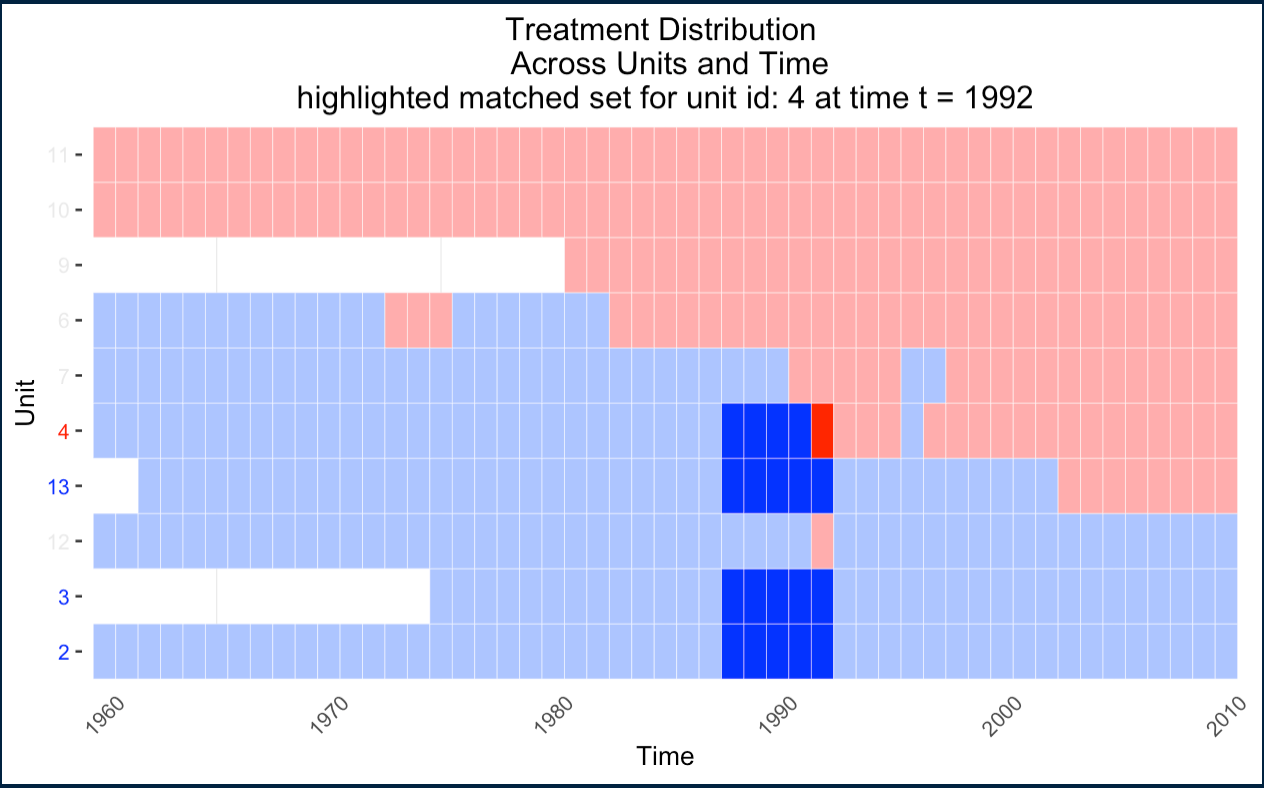 Treatment Distribution
Across Units and Time
highlighted matched set for unit id: 4 at time t = 1992
11
10
9
6
7
4
13
12
3
2
Unit
1960 1970 1980 1990 2000 2010
Time